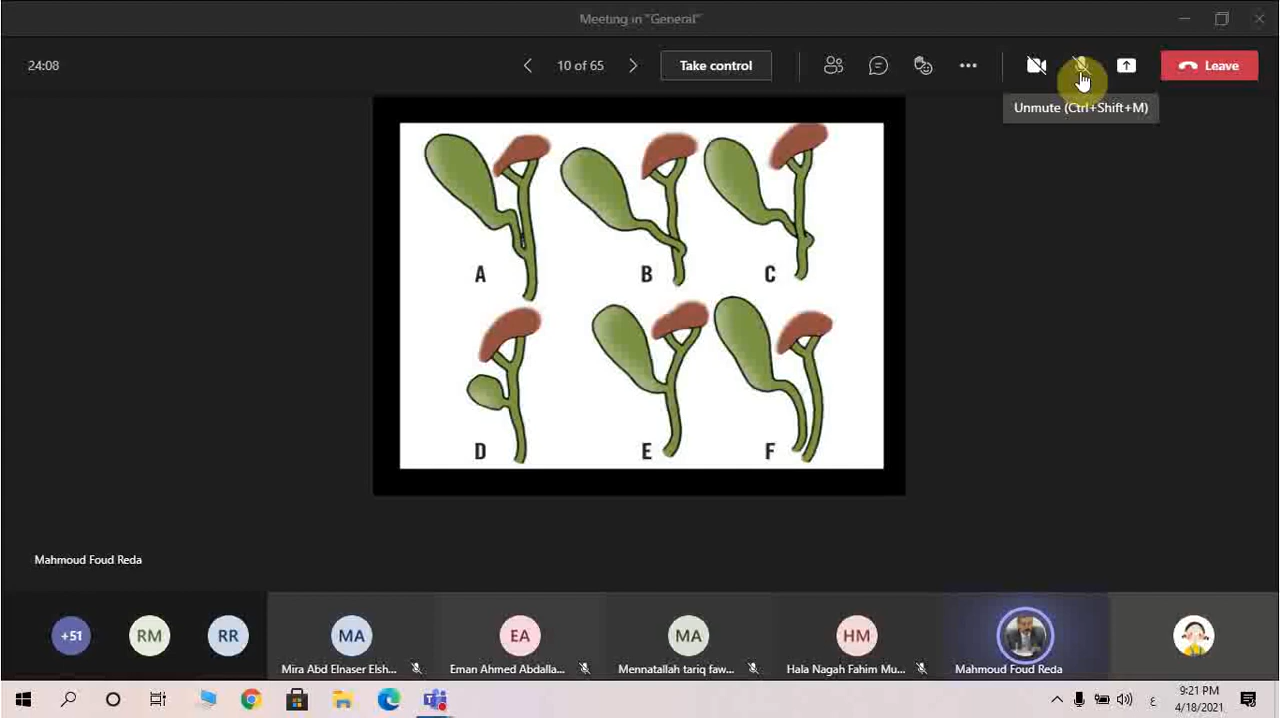 Meeting in "General"
24:08
10 of 65
Take control
Leave
Unmute (Ctrl+Shift+M)
A
B
C
D
E
F
Mahmoud Foud Reda
+51
RM
RR
MA
EA
MA
HM
Mira Abd Elnaser Elsh...
Eman Ahmed Abdalla...
Mennatallah tariq faw...
Hala Nagah Fahim Mu...
Mahmoud Foud Reda
ع
9:21 PM
4/18/2021